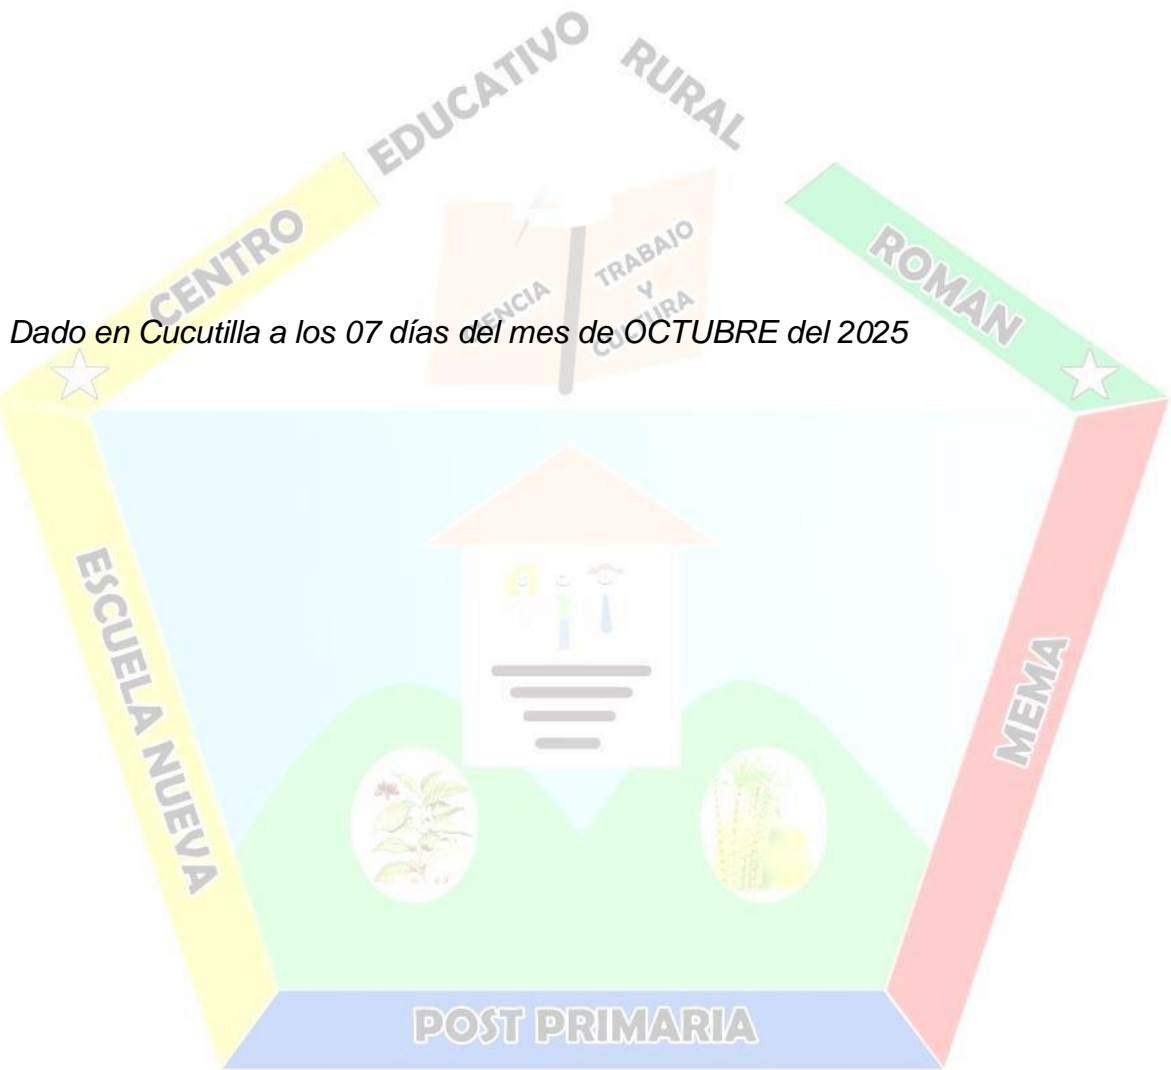 EDUCATIVO
RURAL
CENTRO
ROMAN
TRABAJO
Y
CULTURA
Dado en Cucutilla a los 07 días del mes de OCTUBRE del 2025
ESCUELA NUEVA
MEMA
POST PRIMARIA